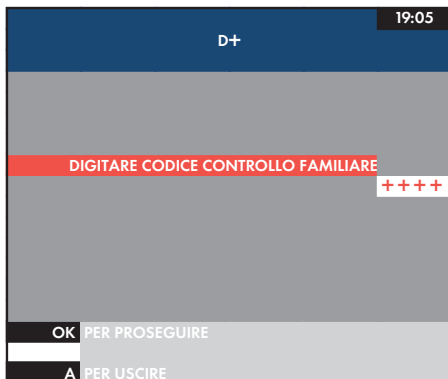 19:05
D+
DIGITARE CODICE CONTROLLO FAMILIARE
++++
OK PER PROSEGUIRE
A PER USCIRE